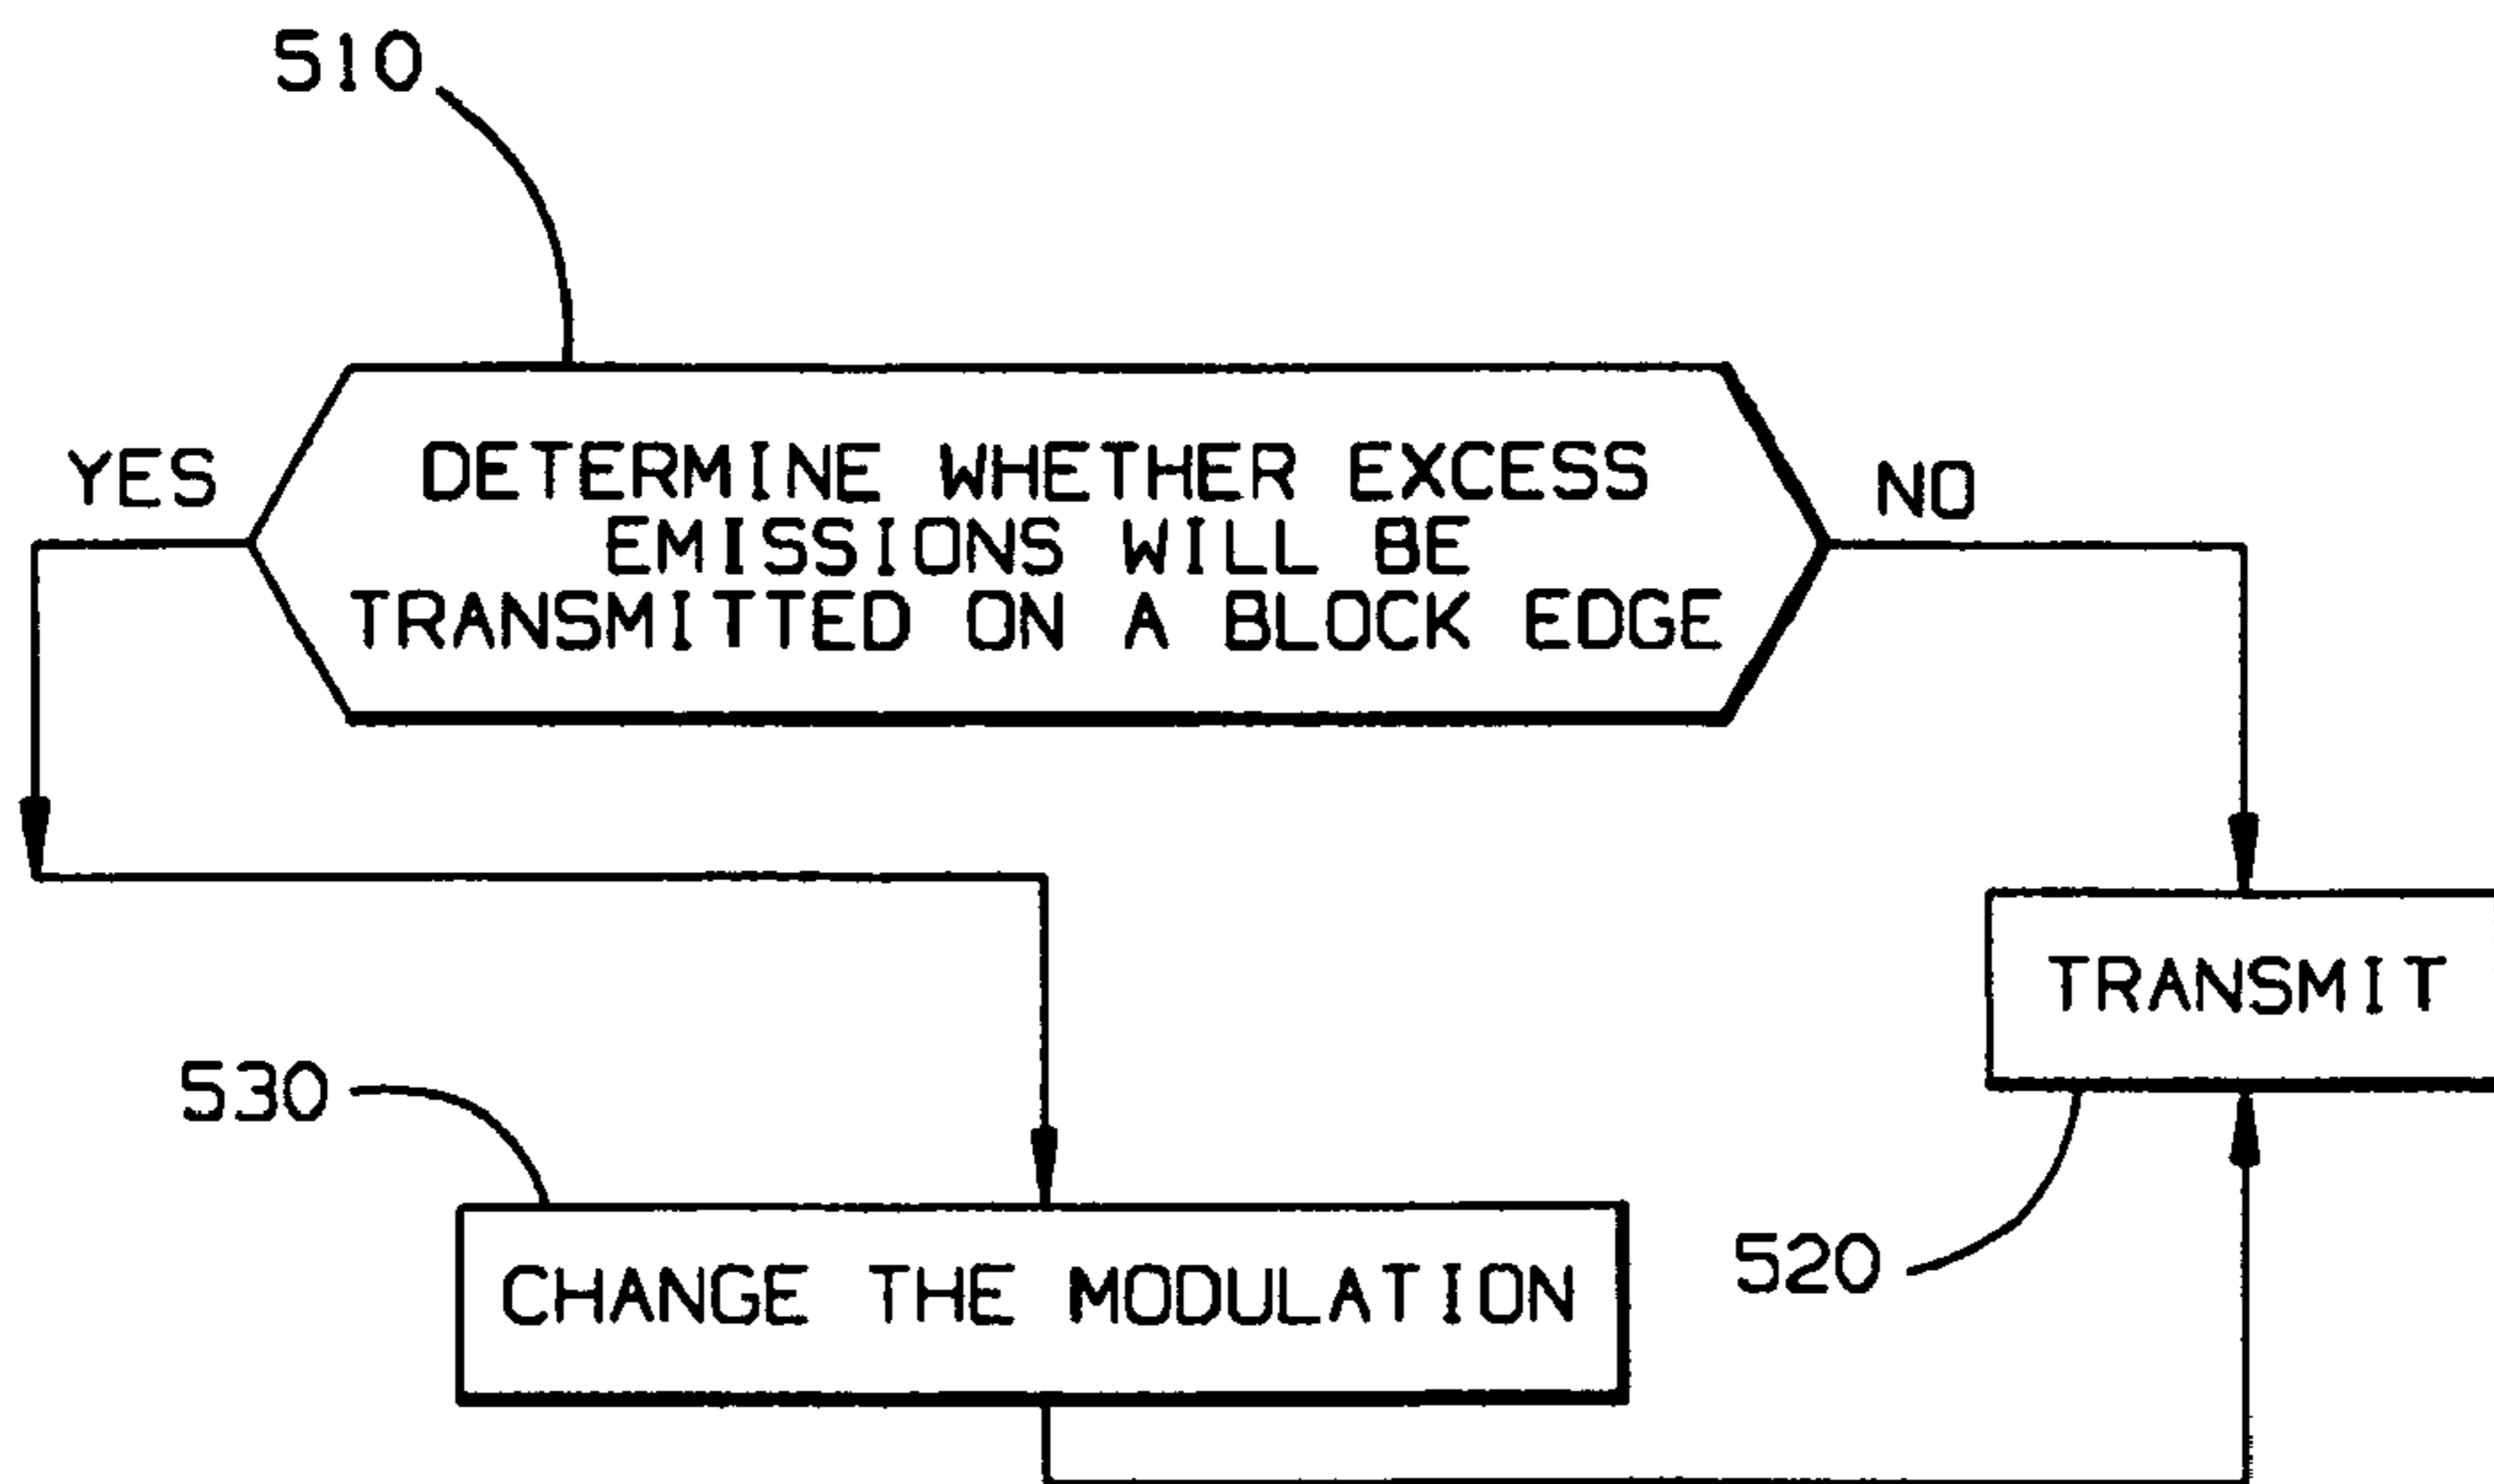 510
YES
DETERMINE WHETHER EXCESS
EMISSIONS WILL BE
TRANSMITTED ON A BLOCK EDGE
NO
TRANSMIT
530
CHANGE THE MODULATION
520